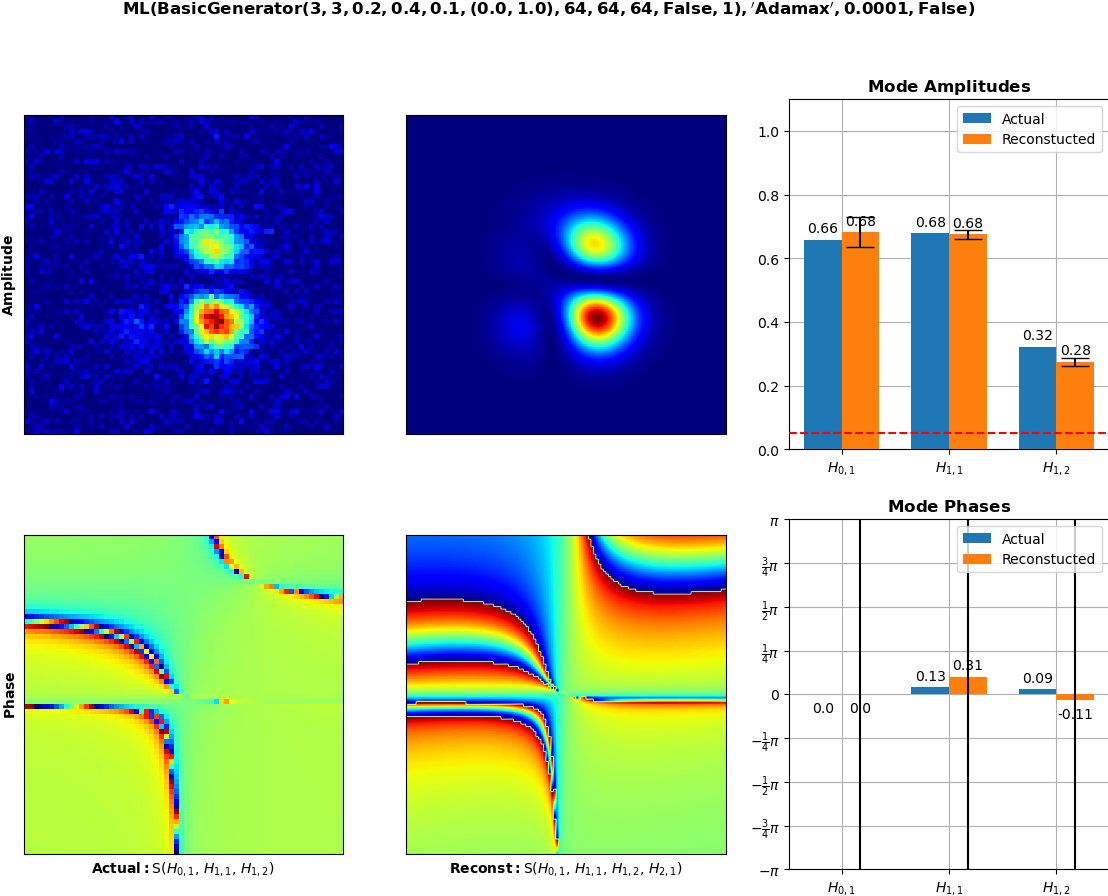 ML(BasicGenerator(3, 3, 0.2, 0.4, 0.1, (0.0, 1.0), 64, 64, 64, False, 1), ′Adamax′, 0.0001, False)
Amplitude
Mode Amplitudes
Actual
Reconstucted
1.0
0.8
0.6
0.4
0.2
0.0
0.66
0.68
0.68
0.68
0.32
0.28
H0,1
H1,1
H1,2
Phase
Actual: S(H0,1, H1,1, H1,2)
Reconst: S(H0,1, H1,1, H1,2, H2,1)
Mode Phases
Actual
Reconstucted
π
3/4π
1/2π
1/4π
0
−1/4π
−1/2π
−3/4π
−π
0.0
0.0
0.13
0.31
0.09
-0.11
H0,1
H1,1
H1,2